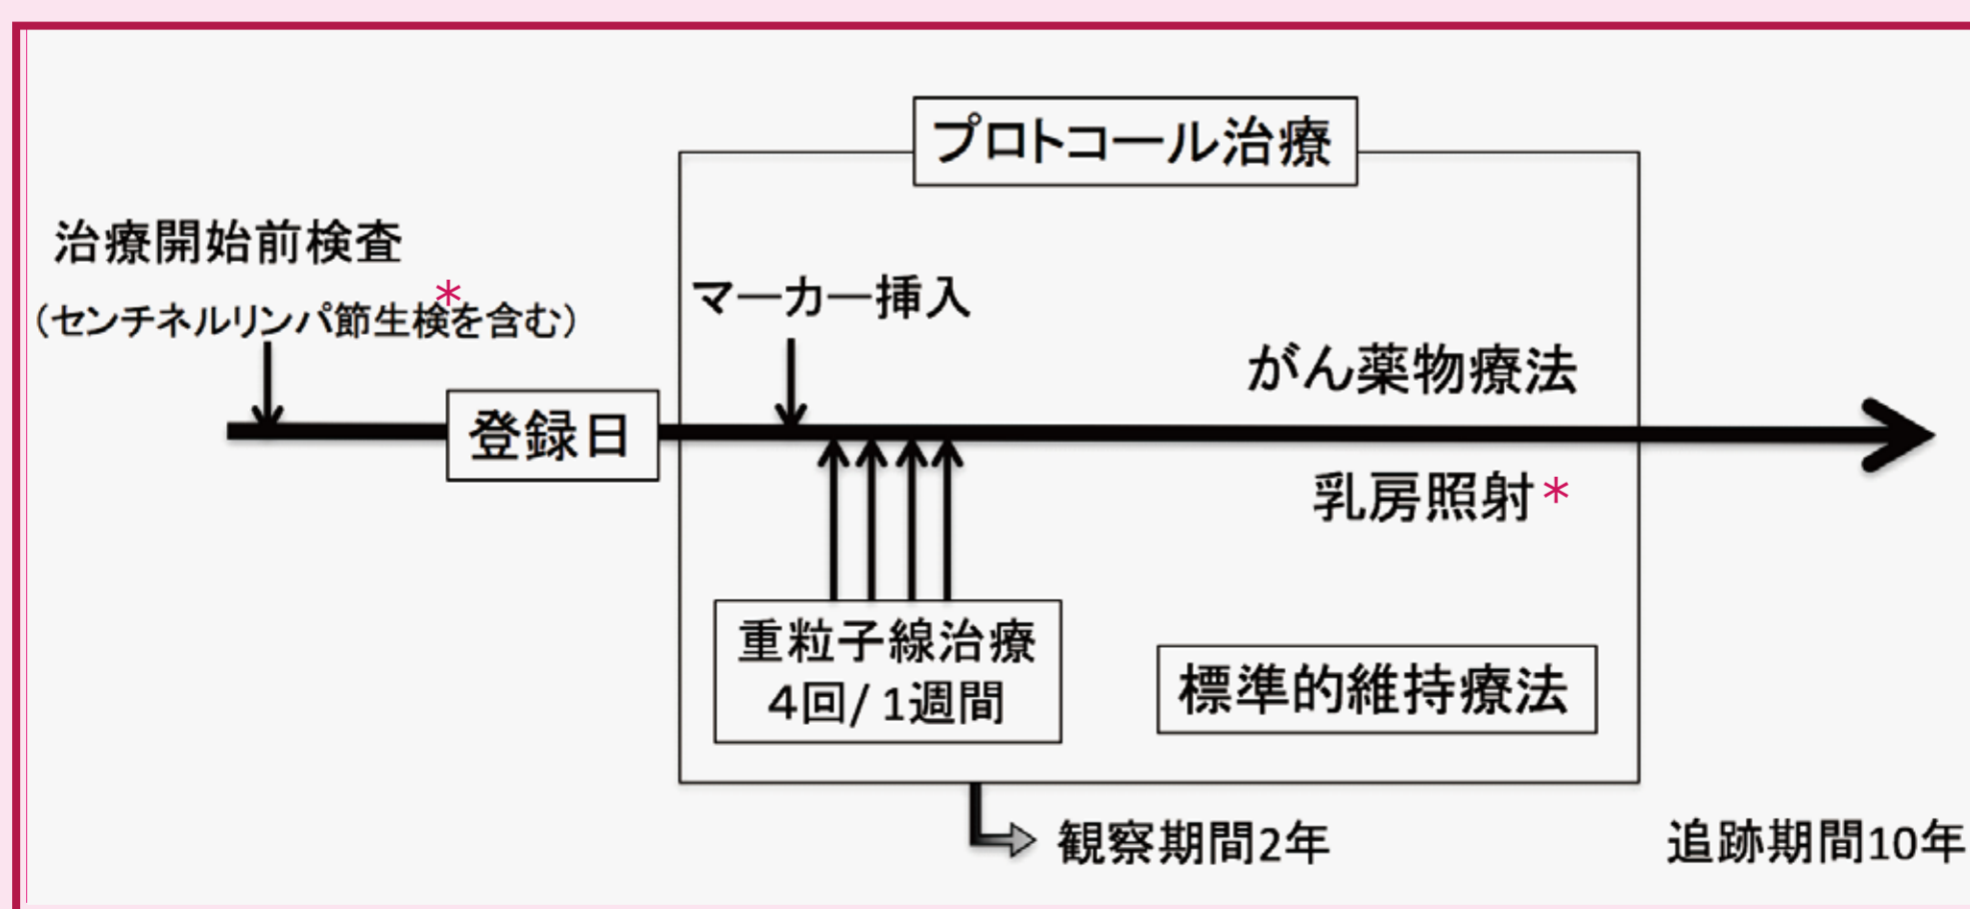 プロトコール治療
治療開始前検査
*
（センチネルリンパ節生検を含む）
マーカー挿入
がん薬物療法
登録日
乳房照射*
重粒子線治療
4回/1週間
標準的維持療法
観察期間2年
追跡期間10年